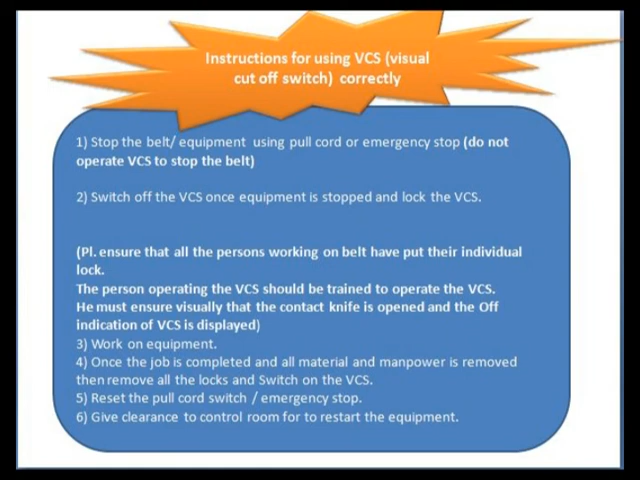 Instructions for using VCS (visual
cut off switch) correctly
1) Stop the belt/ equipment using pull cord or emergency stop (do not
operate VCS to stop the belt)
2) Switch off the VCS once equipment is stopped and lock the VCS.
(Pl. ensure that all the persons working on belt have put their individual
lock.
The person operating the VCS should be trained to operate the VCS.
He must ensure visually that the contact knife is opened and the Off
indication of VCS is displayed)
3) Work on equipment.
4) Once the job is completed and all material and manpower is removed
then remove all the locks and Switch on the VCS.
5) Reset the pull cord switch / emergency stop.
6) Give clearance to control room for to restart the equipment.